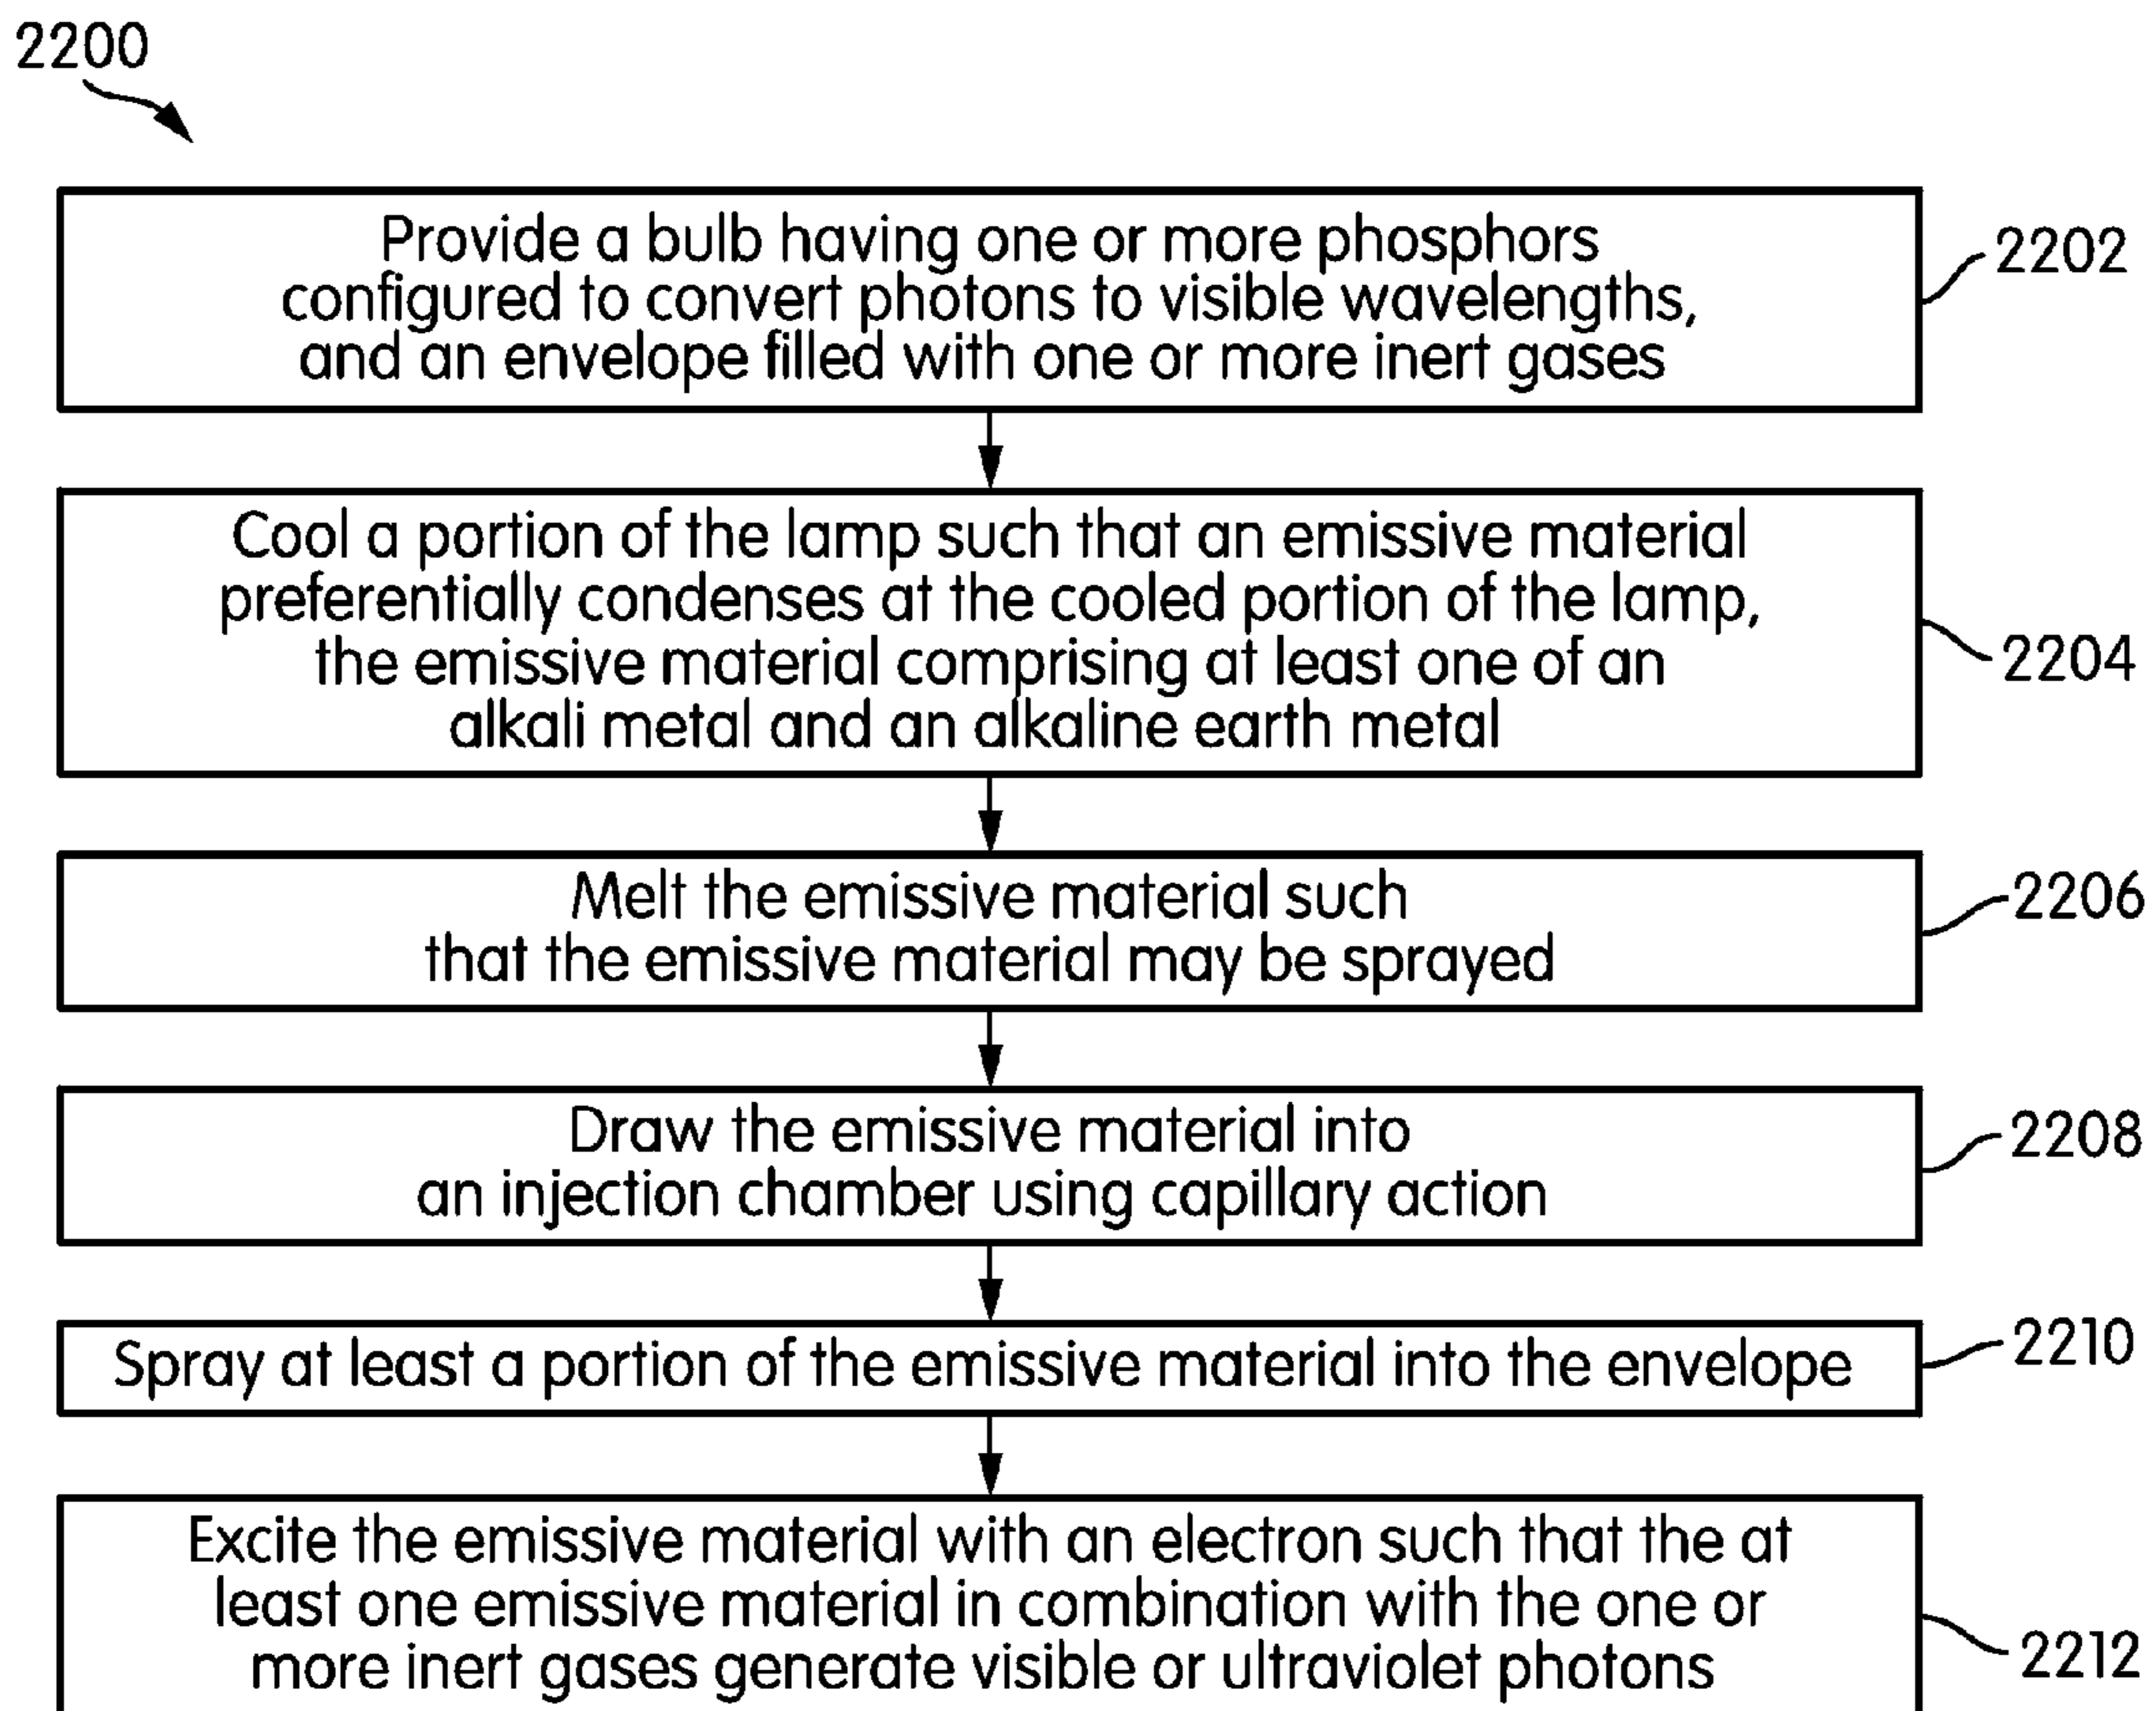 2200
Provide a bulb having one or more phosphors
configured to convert photons to visible wavelengths,
and an envelope filled with one or more inert gases
2202
Cool a portion of the lamp such that an emissive material
preferentially condenses at the cooled portion of the lamp,
the emissive material comprising at least one of an
alkali metal and an alkaline earth metal
2204
Melt the emissive material such
that the emissive material may be sprayed
2206
Draw the emissive material into
an injection chamber using capillary action
2208
Spray at least a portion of the emissive material into the envelope
2210
Excite the emissive material with an electron such that the at
least one emissive material in combination with the one or
more inert gases generate visible or ultraviolet photons
2212